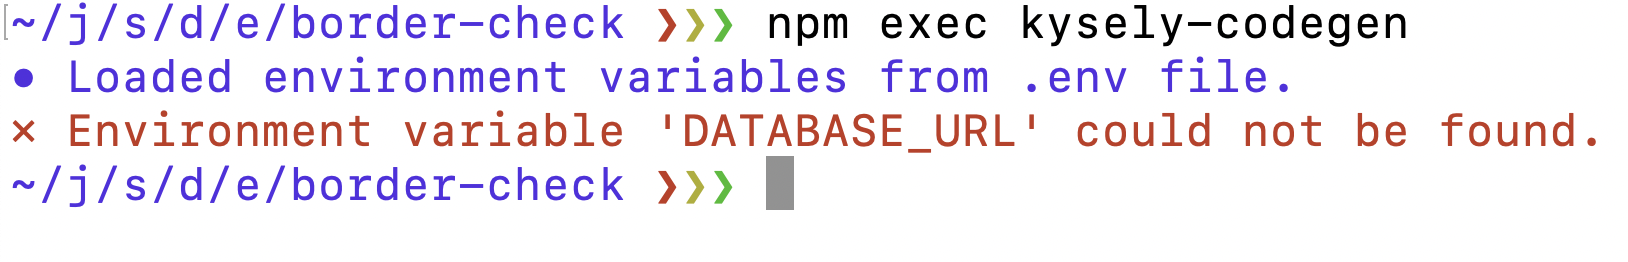 [~/j/s/d/e/border-check ❯❯❯ npm exec kysely-codegen
● Loaded environment variables from .env file.
× Environment variable 'DATABASE_URL' could not be found.
~/j/s/d/e/border-check ❯❯❯